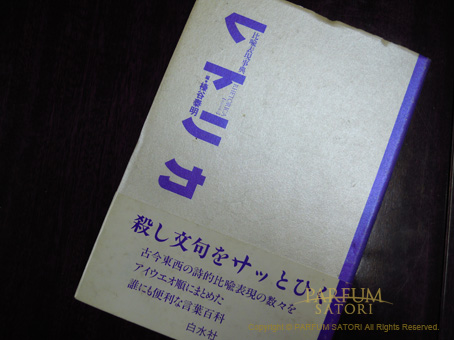 比喩表現事典
レトリカ
編・榛谷泰明
殺し文句をサッとひく
古今東西の詩的比喩表現の数々を
アイウエオ順にまとめた
誰にも便利な言葉百科
白水社
PARFUM
SATORI
Copyright © PARFUM SATORI All Rights Reserved.